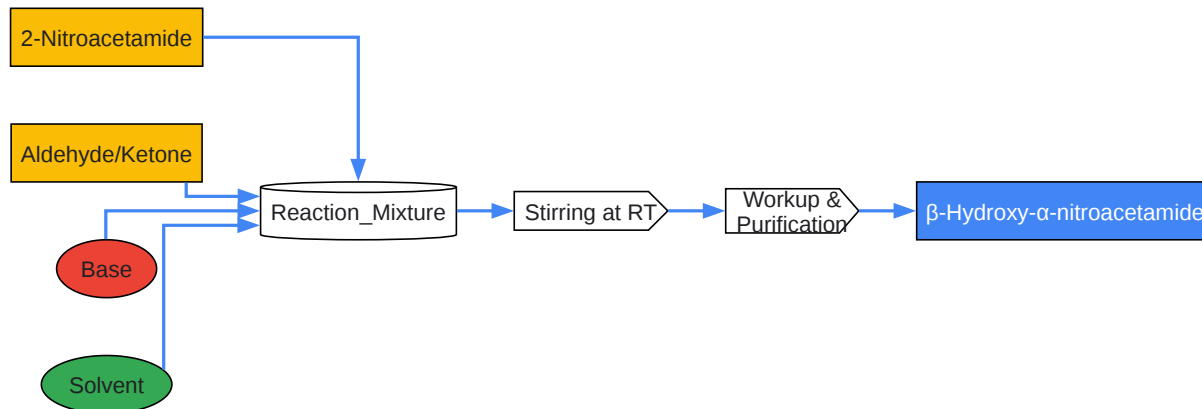 2-Nitroacetamide
Aldehyde/Ketone
Reaction_Mixture
Stirring at RT
Workup &
Purification
β-Hydroxy-α-nitroacetamide
Base
Solvent